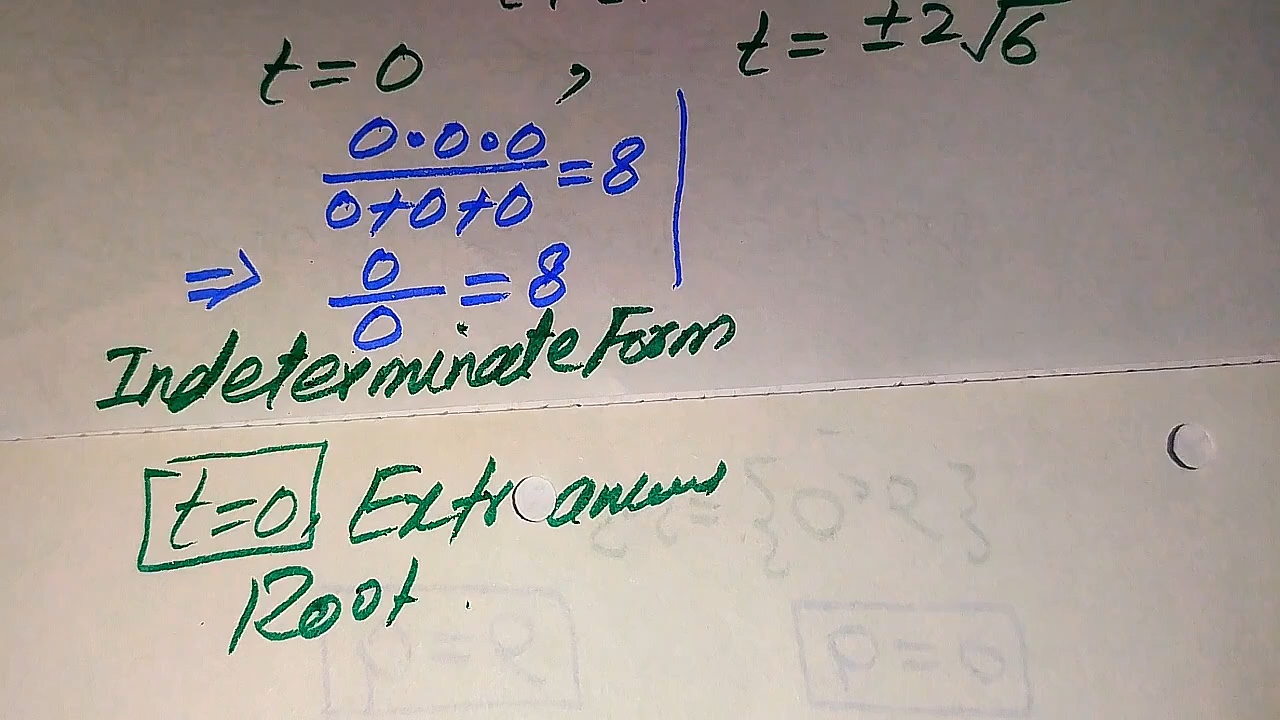 t = 0 , t = ±2√6
0·0·0/0+0+0 = 8
⇒ 0/0 = 8
Indeterminate Form
t=0, Extraneous
Root.